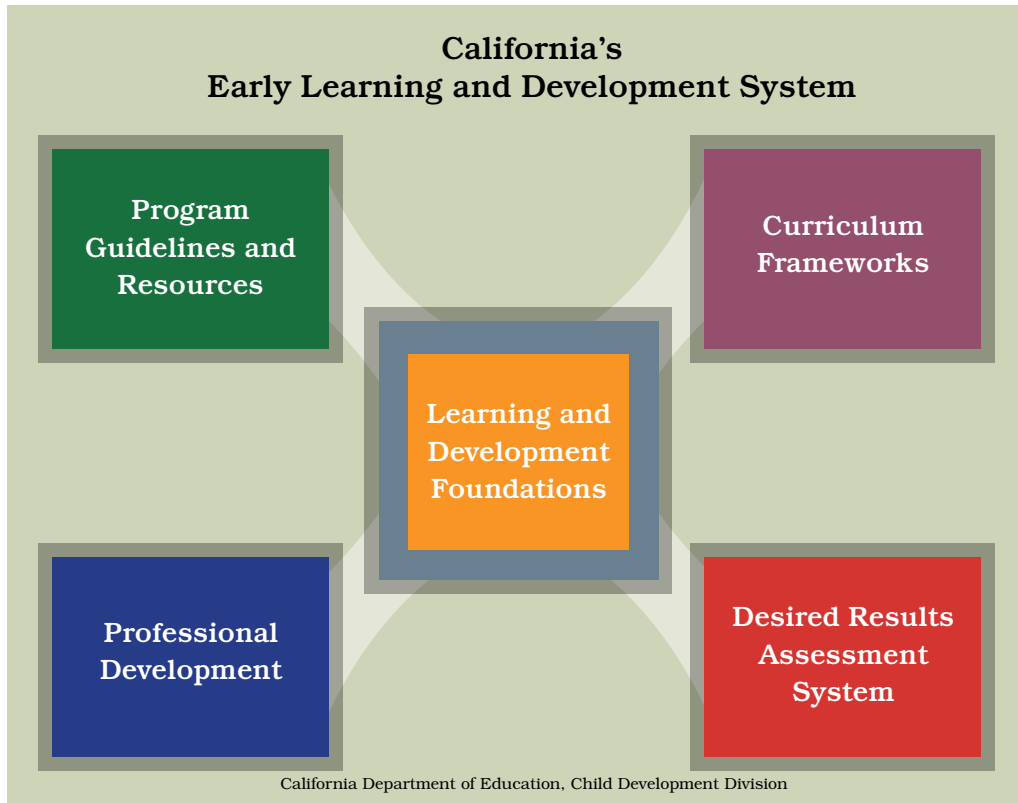 California’s
Early Learning and Development System
Program
Guidelines and
Resources
Curriculum
Frameworks
Learning and
Development
Foundations
Professional
Development
Desired Results
Assessment
System
California Department of Education, Child Development Division